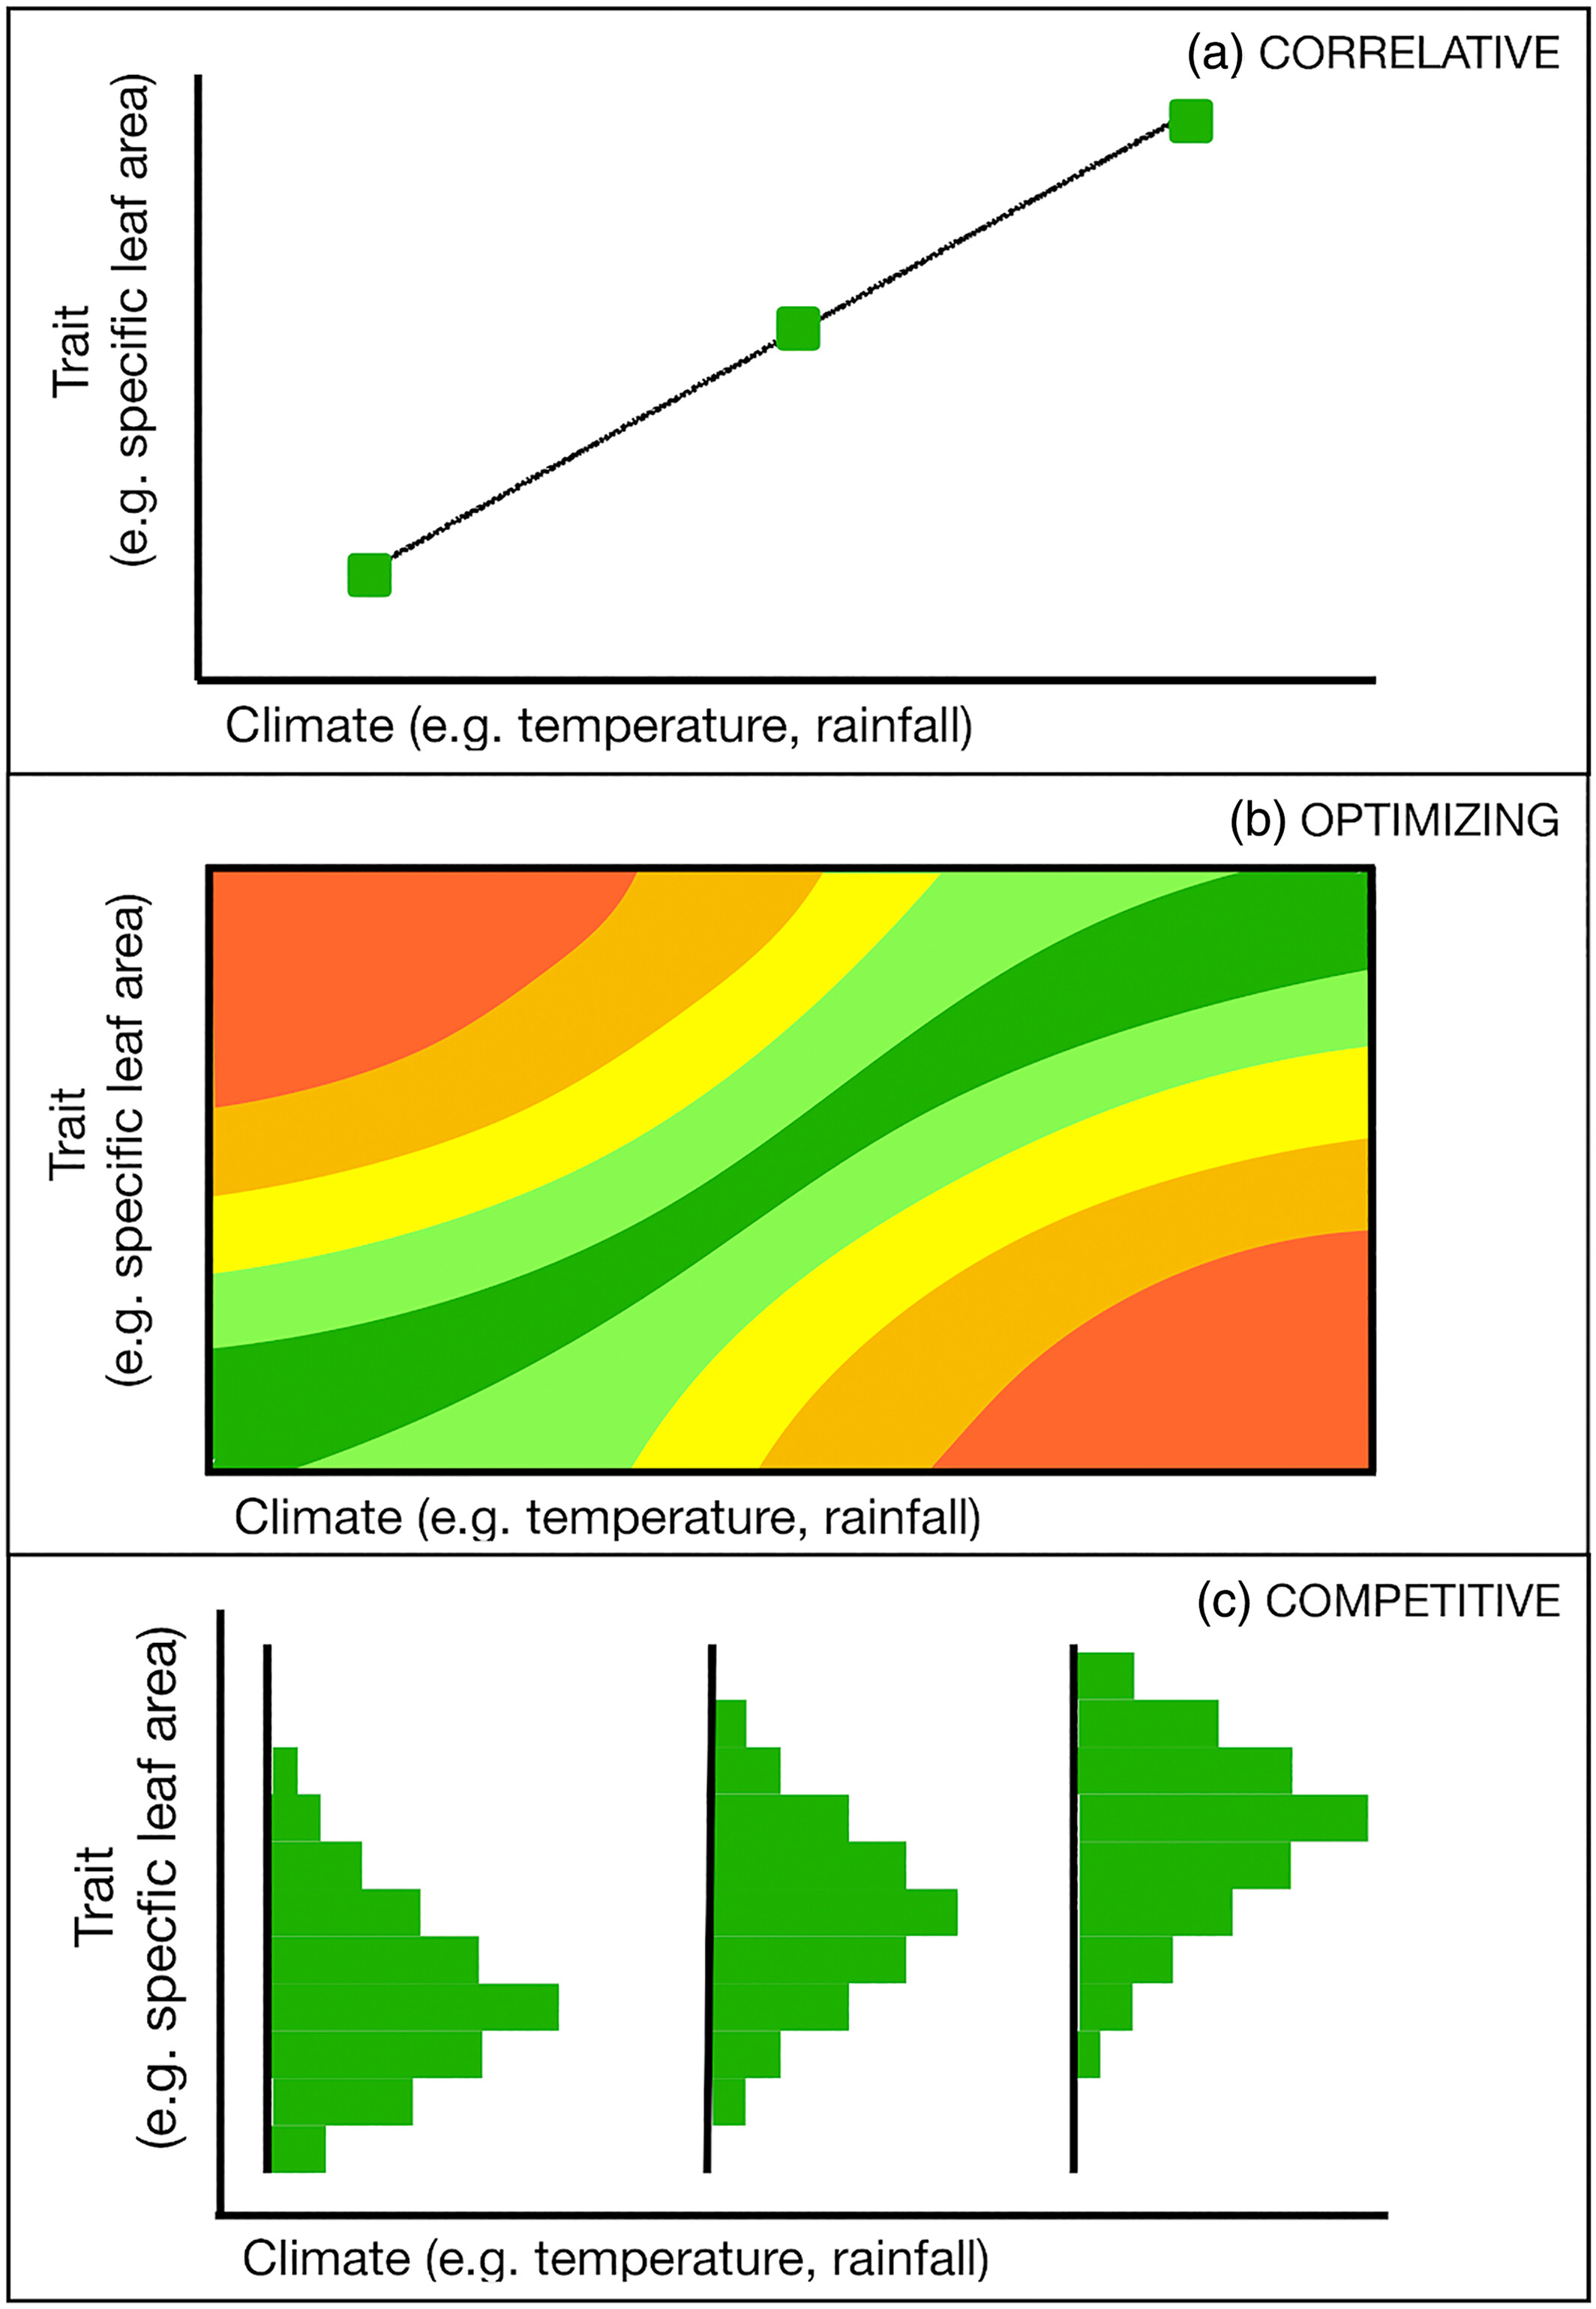 (a) CORRELATIVE
Trait
(e.g. specific leaf area)
Climate (e.g. temperature, rainfall)
(b) OPTIMIZING
Trait
(e.g. specific leaf area)
Climate (e.g. temperature, rainfall)
(c) COMPETITIVE
Trait
(e.g. specfic leaf area)
Climate (e.g. temperature, rainfall)